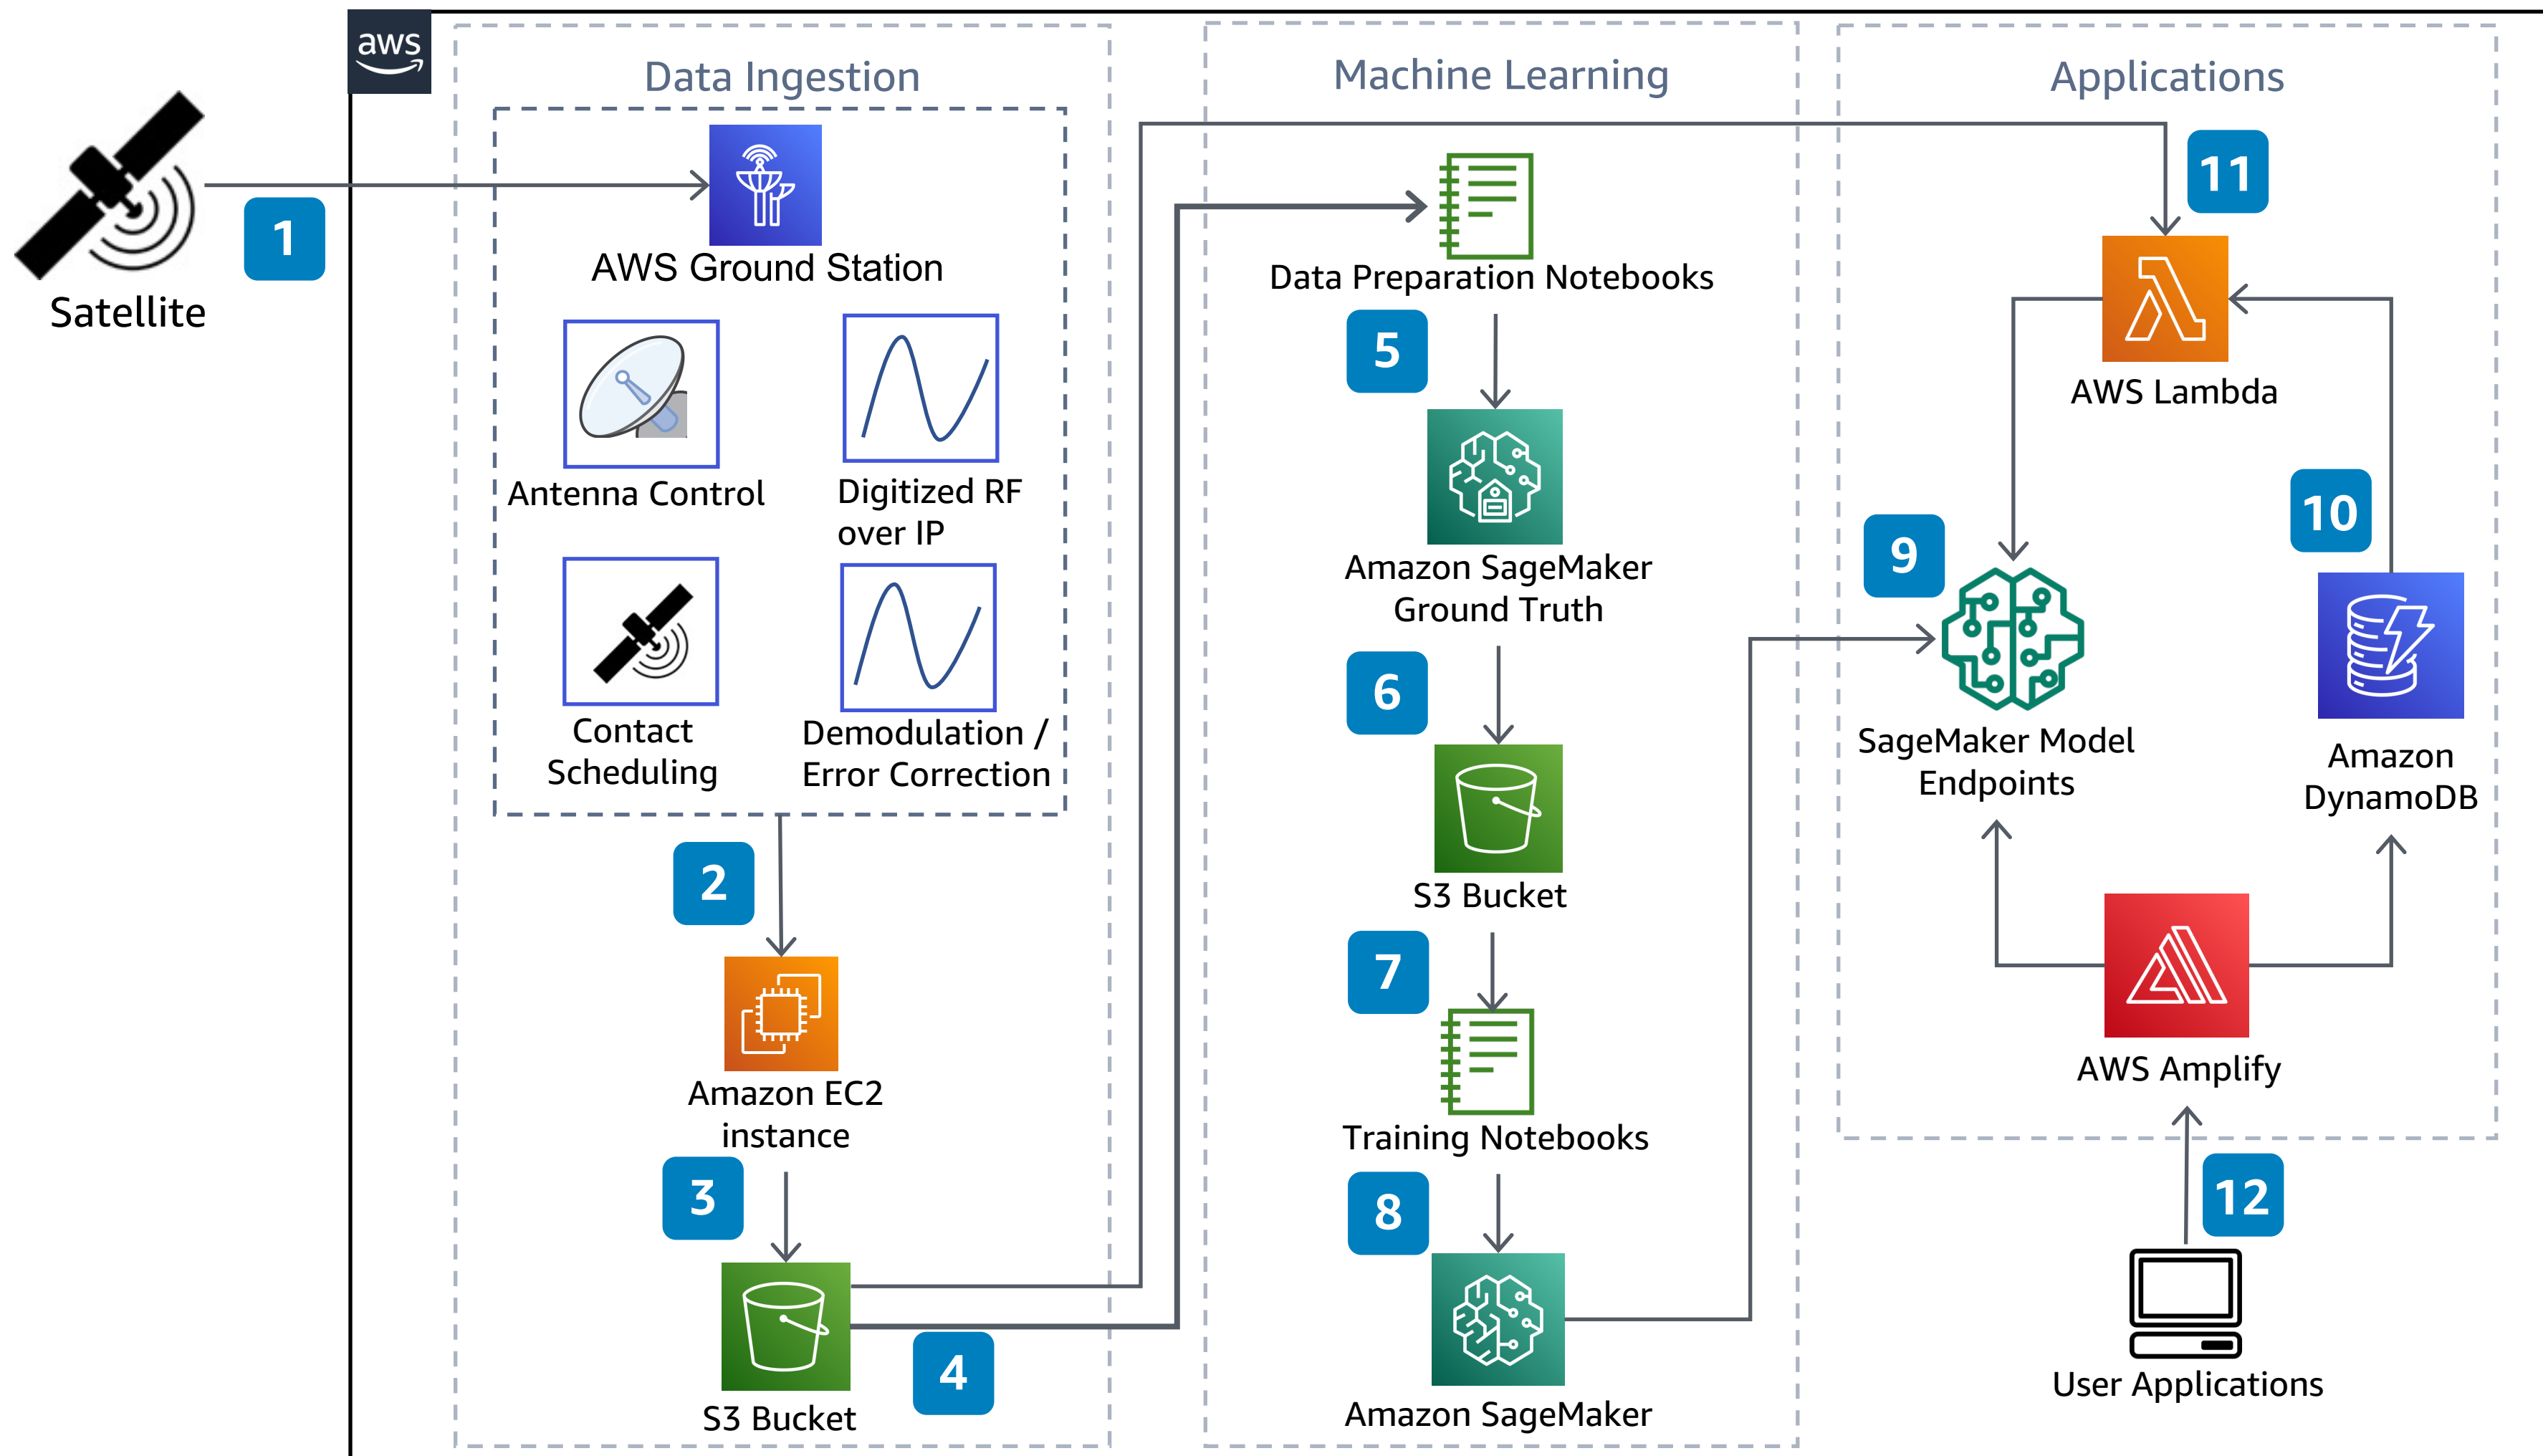 aws
Data Ingestion
Machine Learning
Applications
Satellite
1
AWS Ground Station
Antenna Control
Digitized RF
over IP
Contact
Scheduling
Demodulation /
Error Correction
2
Amazon EC2
instance
3
S3 Bucket
4
Data Preparation Notebooks
5
Amazon SageMaker
Ground Truth
6
S3 Bucket
7
Training Notebooks
8
Amazon SageMaker
11
AWS Lambda
10
9
SageMaker Model
Endpoints
Amazon
DynamoDB
AWS Amplify
12
User Applications